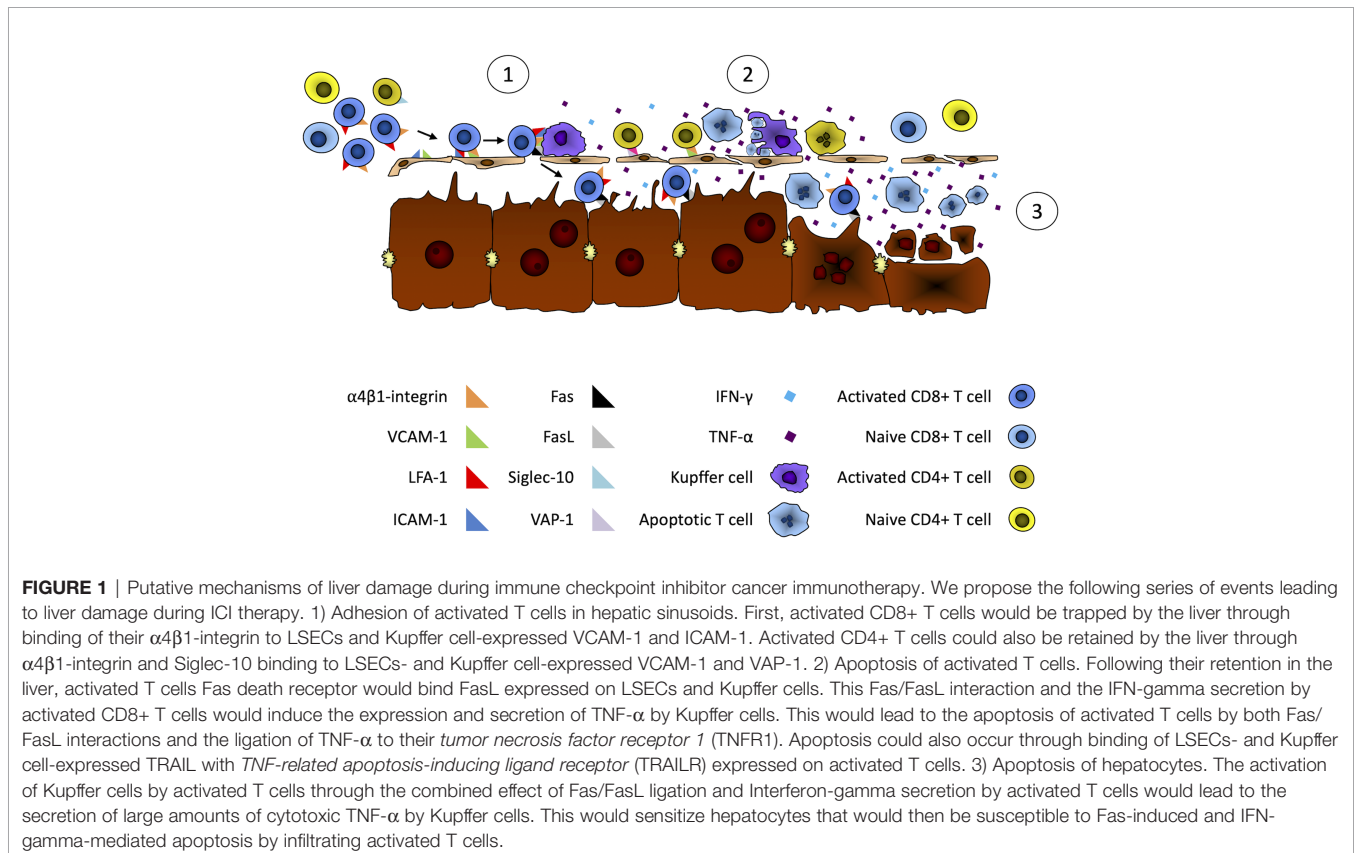 1
2
3
α4β1-integrin
Fas
IFN-γ
Activated CD8+ T cell
VCAM-1
FasL
TNF-α
Naive CD8+ T cell
LFA-1
Siglec-10
Kupffer cell
Activated CD4+ T cell
ICAM-1
VAP-1
Apoptotic T cell
Naive CD4+ T cell
FIGURE 1 | Putative mechanisms of liver damage during immune checkpoint inhibitor cancer immunotherapy. We propose the following series of events leading
to liver damage during ICI therapy. 1) Adhesion of activated T cells in hepatic sinusoids. First, activated CD8+ T cells would be trapped by the liver through
binding of their α4β1-integrin to LSECs and Kupffer cell-expressed VCAM-1 and ICAM-1. Activated CD4+ T cells could also be retained by the liver through
α4β1-integrin and Siglec-10 binding to LSECs- and Kupffer cell-expressed VCAM-1 and VAP-1. 2) Apoptosis of activated T cells. Following their retention in the
liver, activated T cells Fas death receptor would bind FasL expressed on LSECs and Kupffer cells. This Fas/FasL interaction and the IFN-gamma secretion by
activated CD8+ T cells would induce the expression and secretion of TNF-α by Kupffer cells. This would lead to the apoptosis of activated T cells by both Fas/
FasL interactions and the ligation of TNF-α to their tumor necrosis factor receptor 1 (TNFR1). Apoptosis could also occur through binding of LSECs- and Kupffer
cell-expressed TRAIL with TNF-related apoptosis-inducing ligand receptor (TRAILR) expressed on activated T cells. 3) Apoptosis of hepatocytes. The activation
of Kupffer cells by activated T cells through the combined effect of Fas/FasL ligation and Interferon-gamma secretion by activated T cells would lead to the
secretion of large amounts of cytotoxic TNF-α by Kupffer cells. This would sensitize hepatocytes that would then be susceptible to Fas-induced and IFN-
gamma-mediated apoptosis by infiltrating activated T cells.